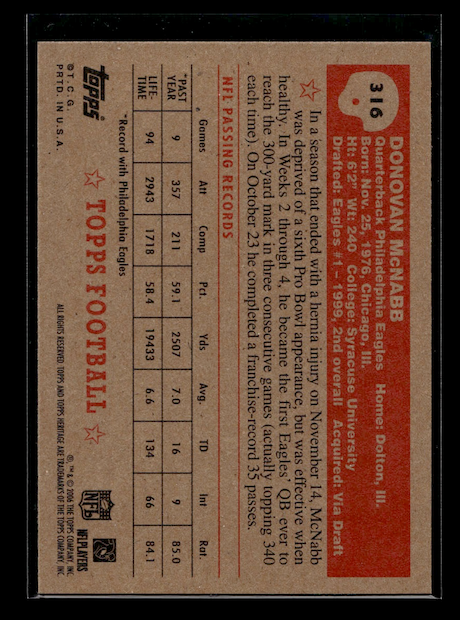 316
DONOVAN McNABB
Quarterback Philadelphia Eagles Home: Dolton, Ill.
Born: Nov. 25, 1976, Chicago, Ill.
Ht: 6'2" Wt: 240 College: Syracuse University
Drafted: Eagles #1 – 1999, 2nd overall Acquired: Via Draft
In a season that ended with a hernia injury on November 14, McNabb
was deprived of a sixth Pro Bowl appearance, but was effective when
healthy. In Weeks 2 through 4, he became the first Eagles' QB ever to
reach the 300-yard mark in three consecutive games (actually topping 340
each time). On October 23 he completed a franchise-record 35 passes.
NFL PASSING RECORDS
Games Att Comp Pct. Yds Avg. TD Int Rat.
*PAST YEAR 9 357 211 59.1 2507 7.0 16 9 85.0
LIFE-TIME 94 2943 1718 58.4 19433 6.6 134 66 84.1
*Record with Philadelphia Eagles
topps TOPPS FOOTBALL NFL NFLPLAYERS
©T.C.G. ®, ™ & © 2006 THE TOPPS COMPANY, INC.
PRTD. IN U.S.A. ALL RIGHTS RESERVED. TOPPS AND TOPPS HERITAGE ARE TRADEMARKS OF THE TOPPS COMPANY, INC.